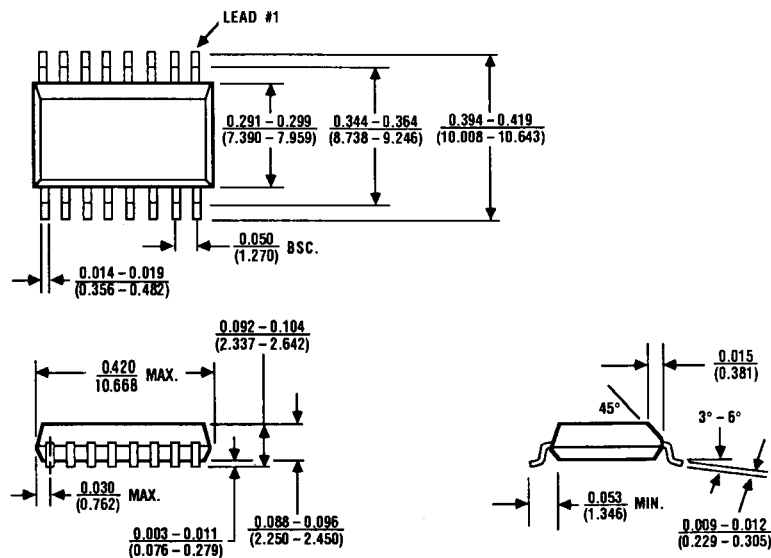 LEAD #1
0.291 – 0.299
(7.390 – 7.959)
0.344 – 0.364
(8.738 – 9.246)
0.394 – 0.419
(10.008 – 10.643)
0.050
(1.270)
BSC.
0.014 – 0.019
(0.356 – 0.482)
0.092 – 0.104
(2.337 – 2.642)
0.420
10.668
MAX.
0.015
(0.381)
45°
3° – 6°
0.030
(0.762)
MAX.
0.003 – 0.011
(0.076 – 0.279)
0.088 – 0.096
(2.250 – 2.450)
0.053
(1.346)
MIN.
0.009 – 0.012
(0.229 – 0.305)